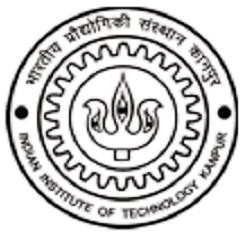 भारतीय प्रौद्योगिकी संस्थान कानपुर
INDIAN INSTITUTE OF TECHNOLOGY KANPUR